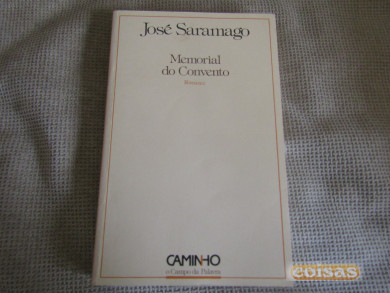 José Saramago
Memorial
do Convento
Romance
CAMINHO
o Campo da Palavra
coisas